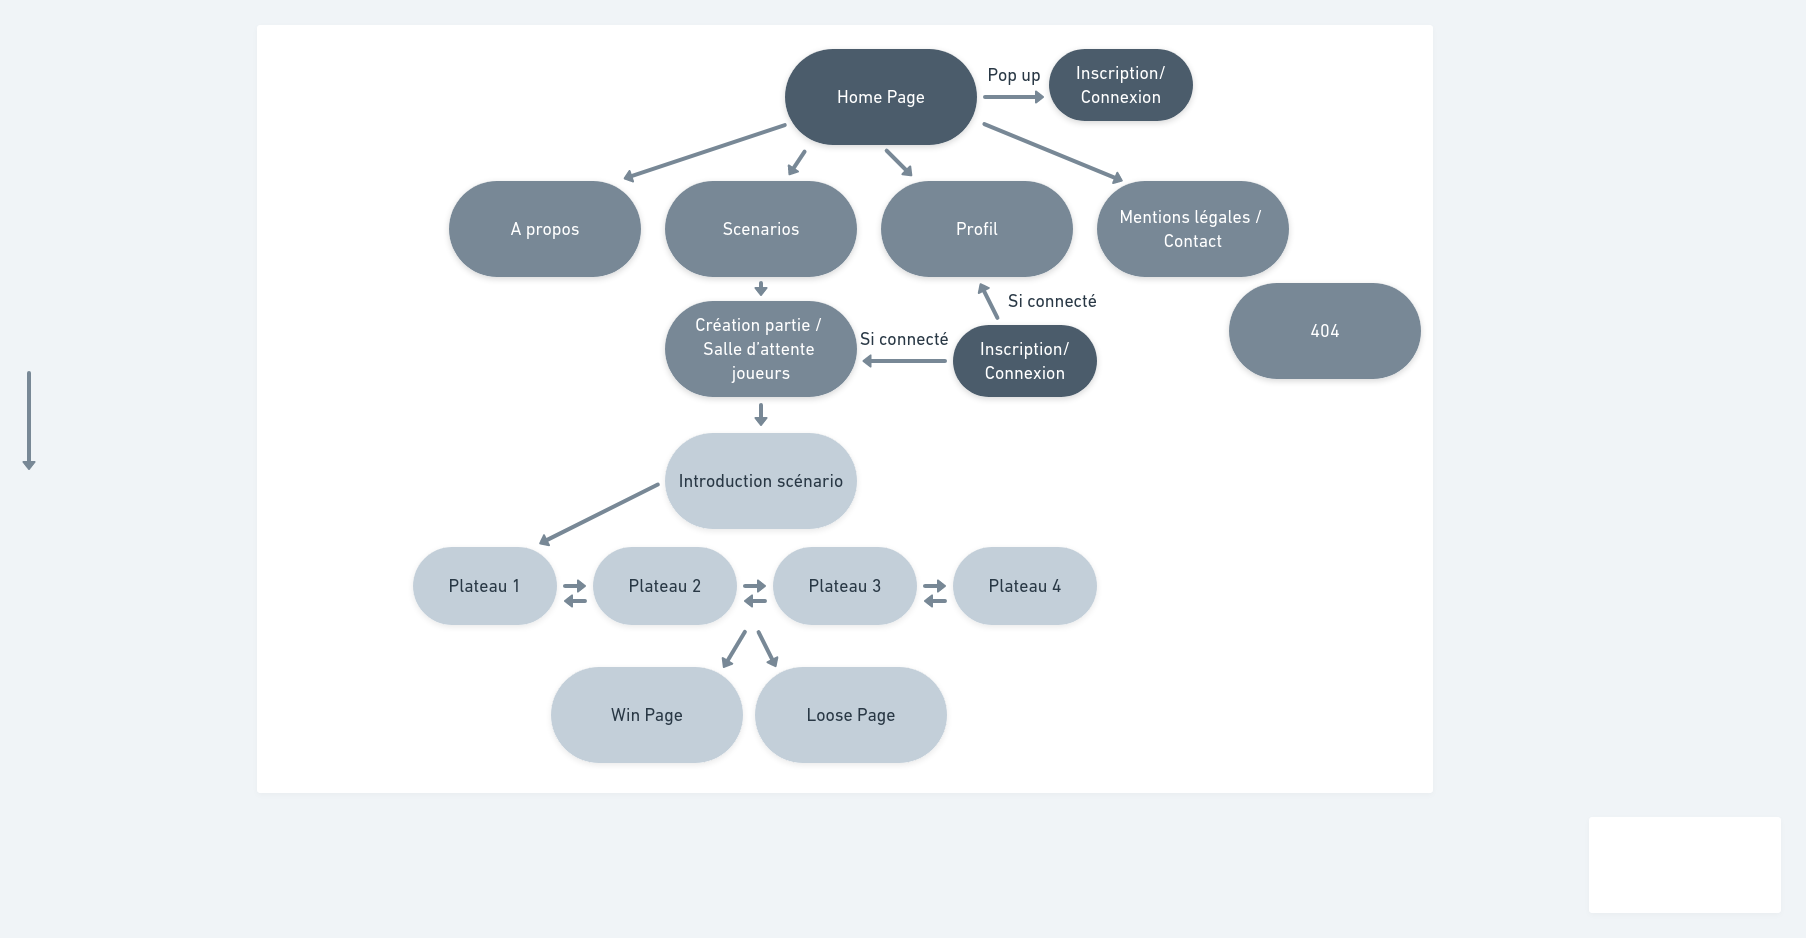 Home Page
Pop up
Inscription/
Connexion
A propos
Scenarios
Profil
Mentions légales /
Contact
Création partie /
Salle d'attente
joueurs
Si connecté
Si connecté
Inscription/
Connexion
404
Introduction scénario
Plateau 1
Plateau 2
Plateau 3
Plateau 4
Win Page
Loose Page